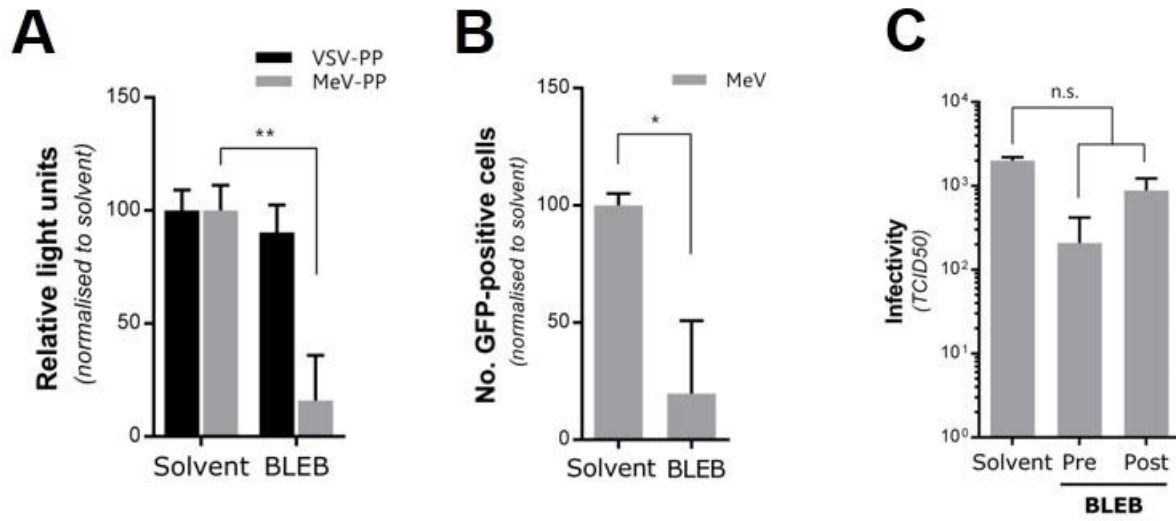 A
VSV-PP
MeV-PP
Relative light units
(normalised to solvent)
150
100
50
0
**
Solvent BLEB
B
MeV
No. GFP-positive cells
(normalised to solvent)
150
100
50
0
*
Solvent BLEB
C
Infectivity
(TCID50)
10⁴
10³
10²
10¹
10⁰
n.s.
Solvent Pre Post
BLEB